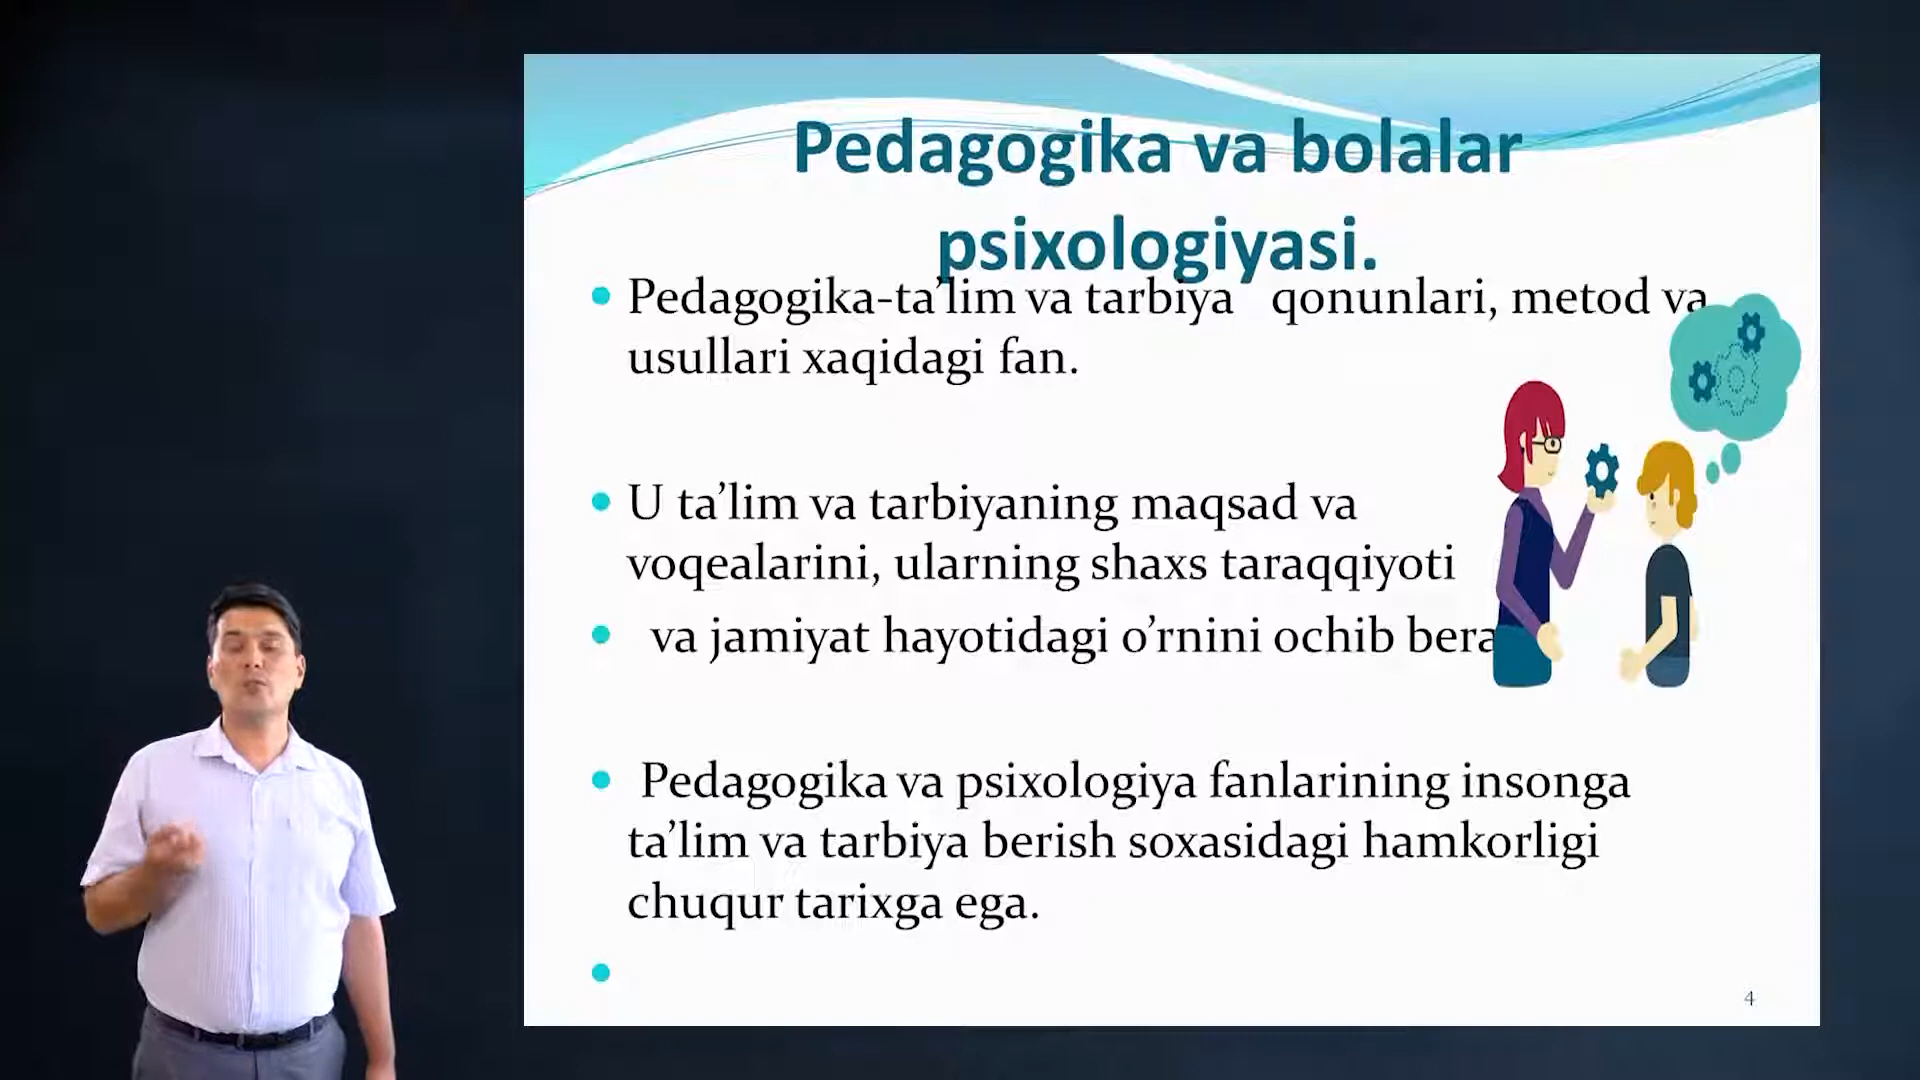 Pedagogika va bolalar
psixologiyasi.
• Pedagogika-ta’lim va tarbiya qonunlari, metod va
usullari xaqidagi fan.
• U ta’lim va tarbiyaning maqsad va
voqealarini, ularning shaxs taraqqiyoti
• va jamiyat hayotidagi o’rnini ochib bera
• Pedagogika va psixologiya fanlarining insonga
ta’lim va tarbiya berish soxasidagi hamkorligi
chuqur tarixga ega.
•
4